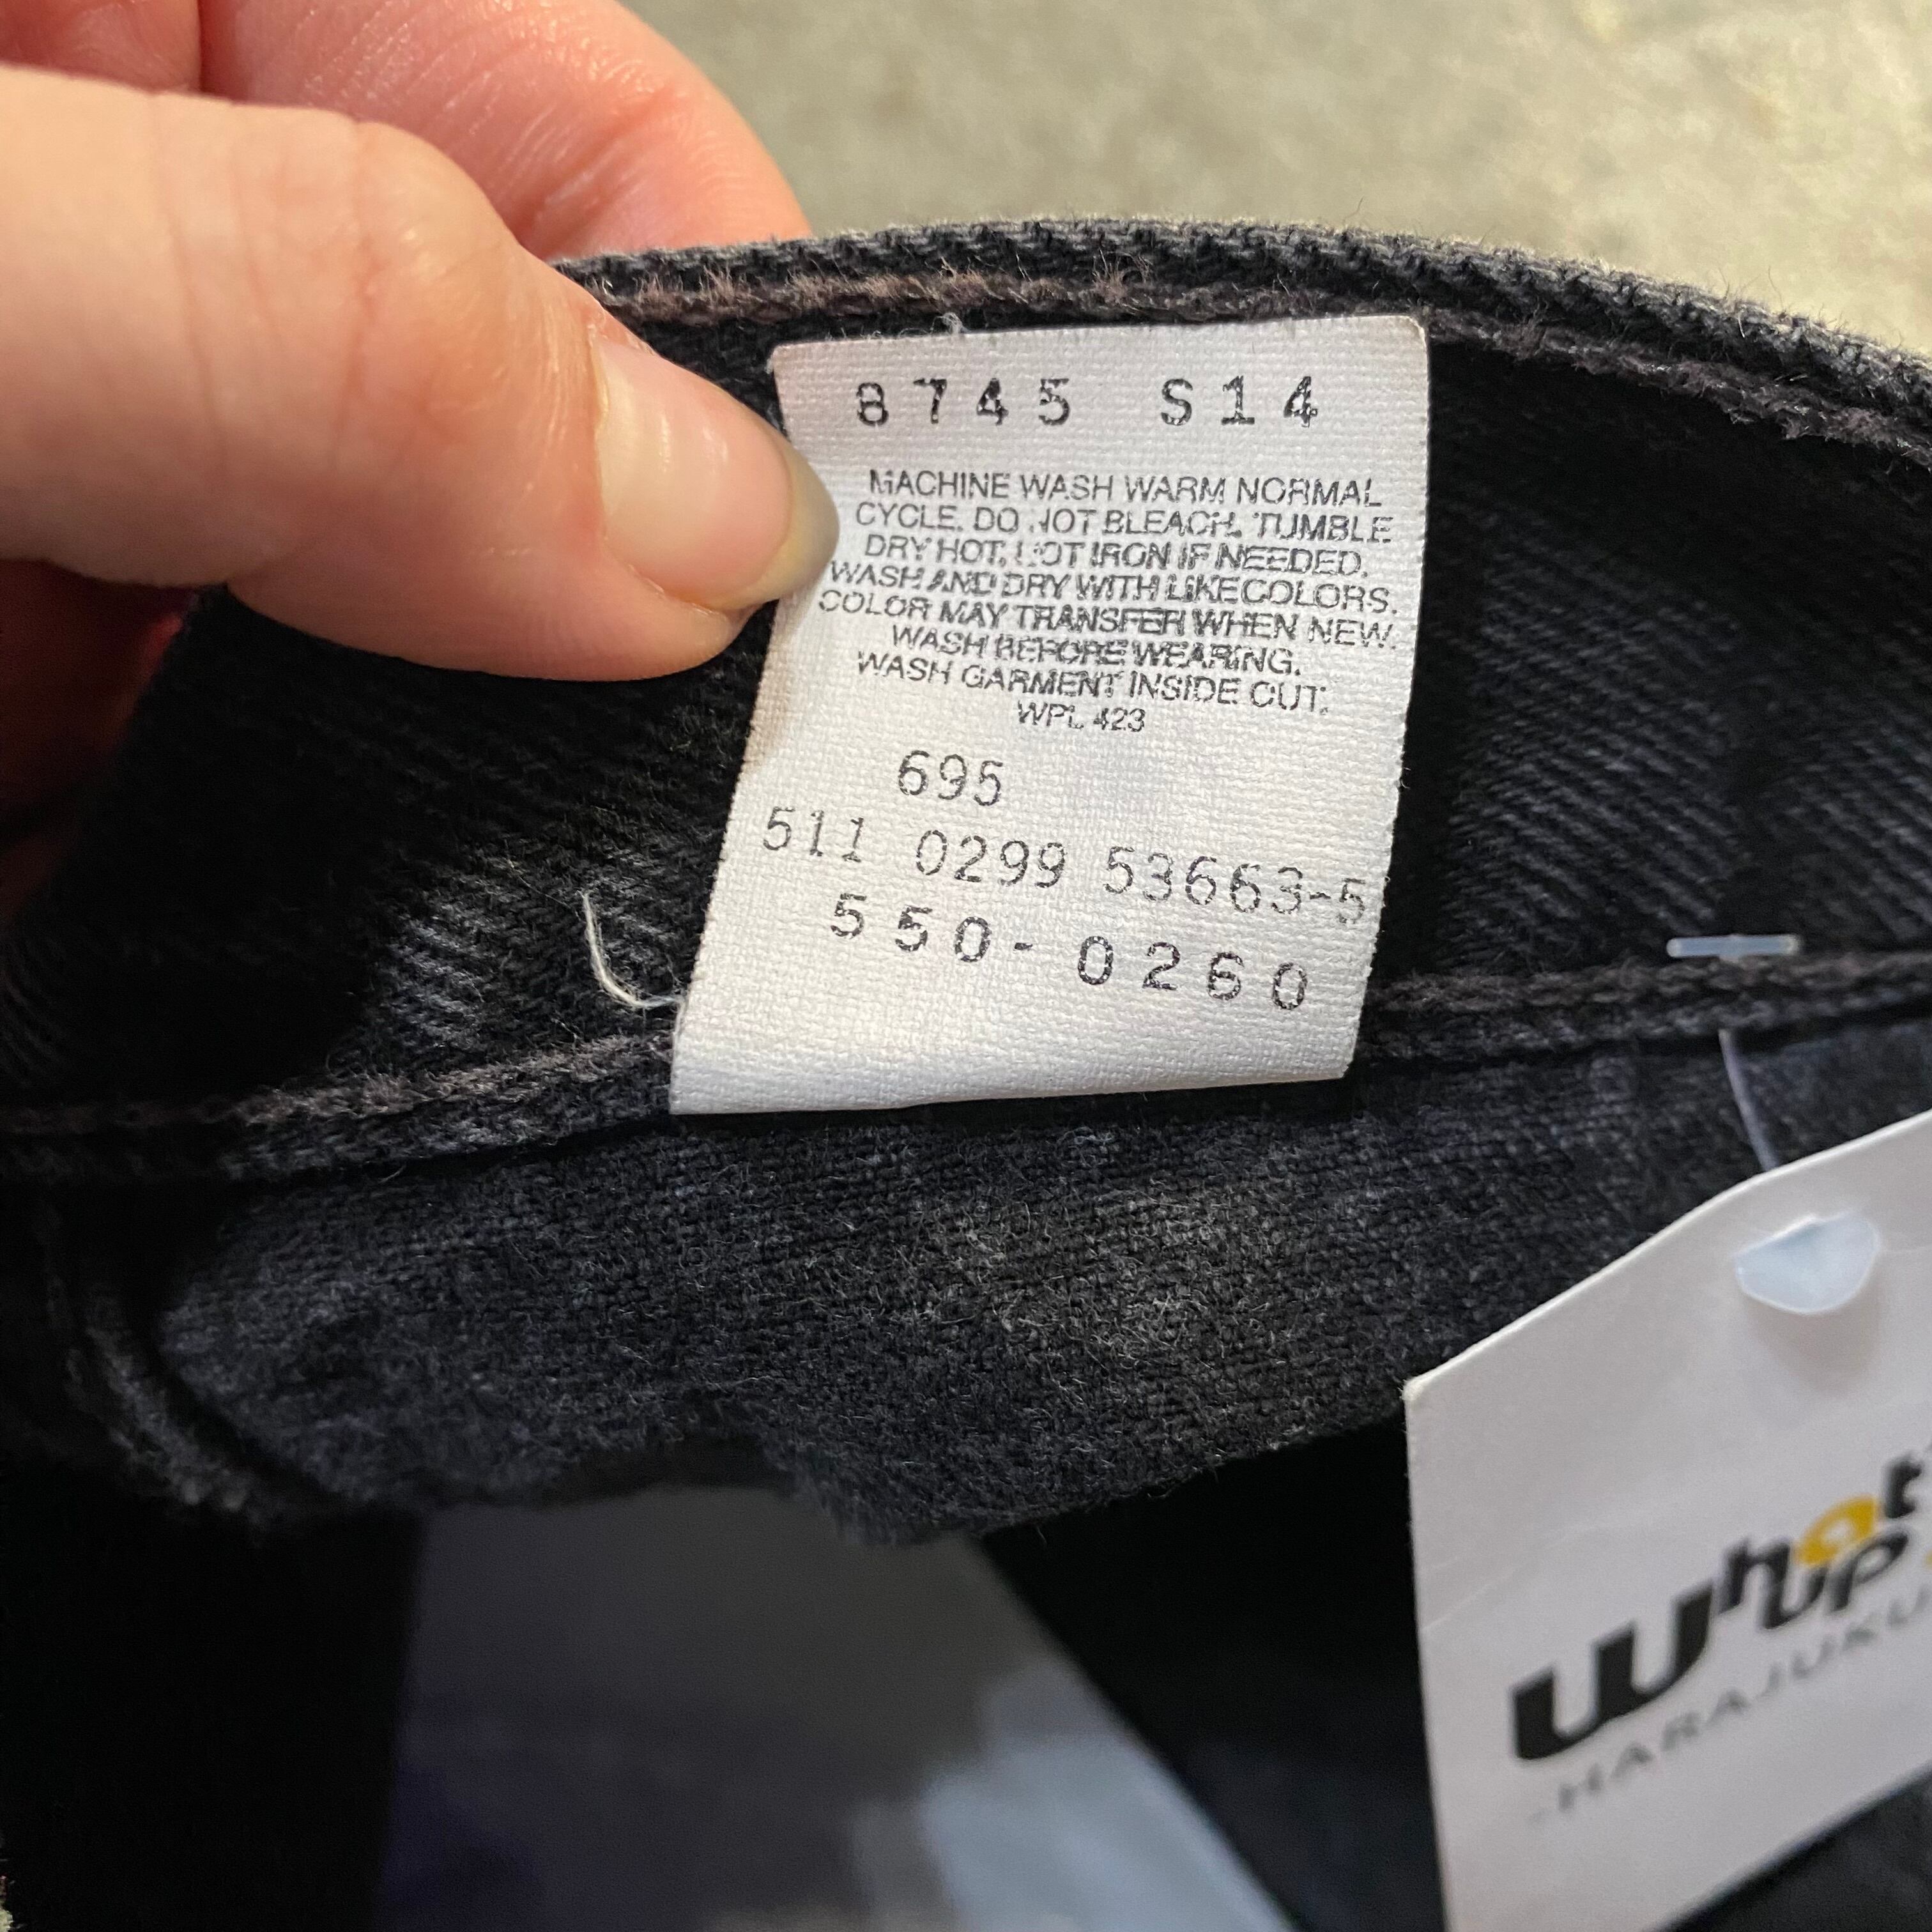 8745 S14
MACHINE WASH WARM NORMAL
CYCLE. DO NOT BLEACH. TUMBLE
DRY HOT, HOT IRON IF NEEDED.
WASH AND DRY WITH LIKE COLORS.
COLOR MAY TRANSFER WHEN NEW.
WASH BEFORE WEARING.
WASH GARMENT INSIDE OUT.
WPL 423
695
511 0299 53663-5
550-0260
What
up
HARAJUKU